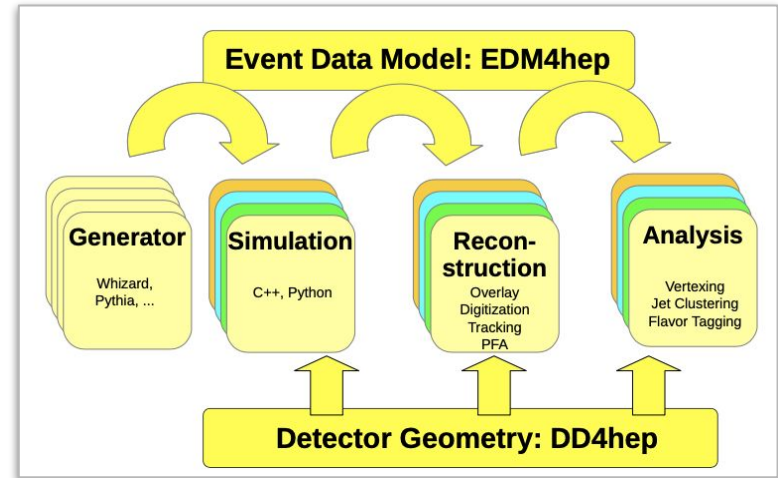 Event Data Model: EDM4hep
Generator
Whizard,
Pythia, ...
Simulation
C++, Python
Recon-
struction
Overlay
Digitization
Tracking
PFA
Analysis
Vertexing
Jet Clustering
Flavor Tagging
Detector Geometry: DD4hep